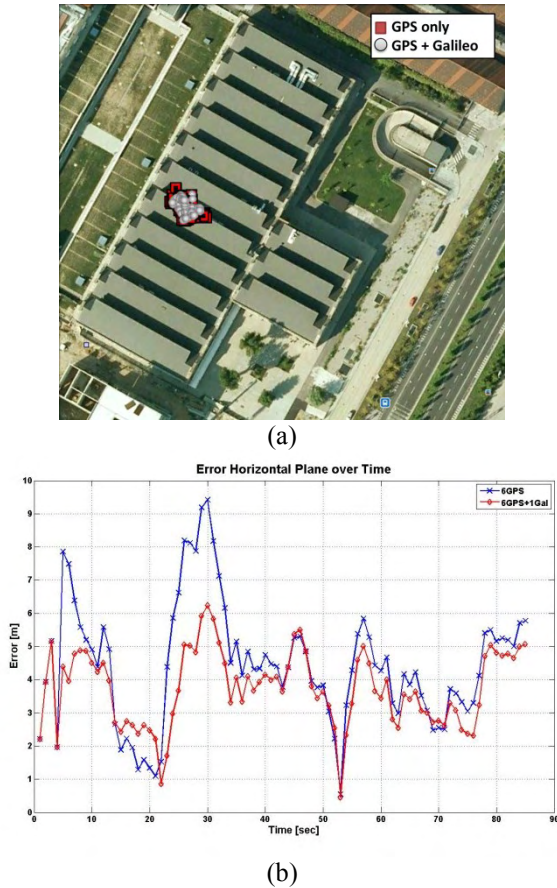 GPS only
GPS + Galileo
(a)
Error Horizontal Plane over Time
6GPS
6GPS+1Gal
Error [m]
10
9
8
7
6
5
4
3
2
1
0
0 10 20 30 40 50 60 70 80 90
Time [sec]
(b)